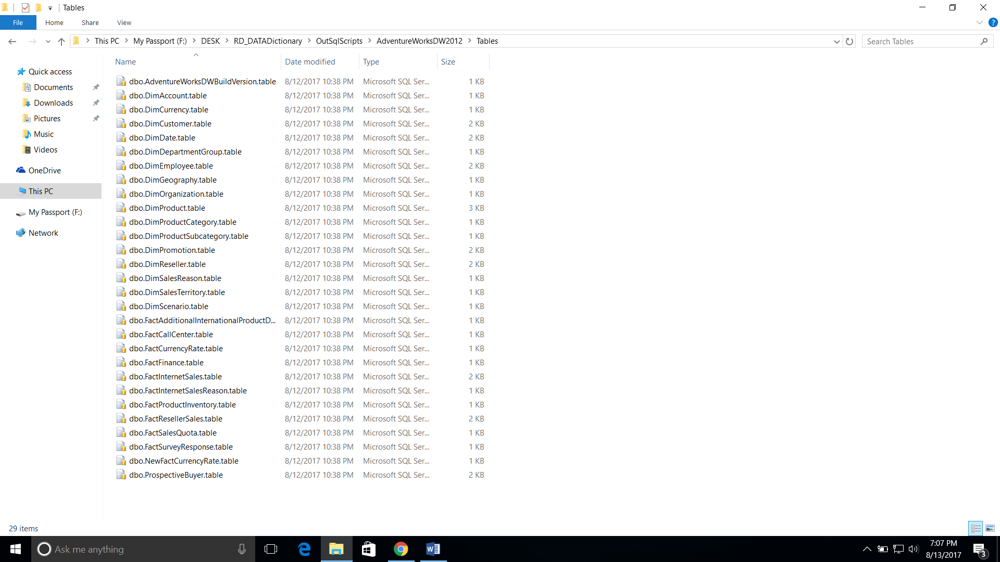 Tables
File Home Share View
This PC My Passport (F:) DESK RD_DATADictionary OutSqlScripts AdventureWorksDW2012 Tables Search Tables
Name Date modified Type Size
Quick access
Documents
Downloads
Pictures
Music
Videos
OneDrive
This PC
My Passport (F:)
Network
dbo.AdventureWorksDWBuildVersion.table 8/12/2017 10:38 PM Microsoft SQL Ser... 1 KB
dbo.DimAccount.table 8/12/2017 10:38 PM Microsoft SQL Ser... 1 KB
dbo.DimCurrency.table 8/12/2017 10:38 PM Microsoft SQL Ser... 1 KB
dbo.DimCustomer.table 8/12/2017 10:38 PM Microsoft SQL Ser... 2 KB
dbo.DimDate.table 8/12/2017 10:38 PM Microsoft SQL Ser... 2 KB
dbo.DimDepartmentGroup.table 8/12/2017 10:38 PM Microsoft SQL Ser... 1 KB
dbo.DimEmployee.table 8/12/2017 10:38 PM Microsoft SQL Ser... 2 KB
dbo.DimGeography.table 8/12/2017 10:38 PM Microsoft SQL Ser... 1 KB
dbo.DimOrganization.table 8/12/2017 10:38 PM Microsoft SQL Ser... 1 KB
dbo.DimProduct.table 8/12/2017 10:38 PM Microsoft SQL Ser... 3 KB
dbo.DimProductCategory.table 8/12/2017 10:38 PM Microsoft SQL Ser... 1 KB
dbo.DimProductSubcategory.table 8/12/2017 10:38 PM Microsoft SQL Ser... 1 KB
dbo.DimPromotion.table 8/12/2017 10:38 PM Microsoft SQL Ser... 2 KB
dbo.DimReseller.table 8/12/2017 10:38 PM Microsoft SQL Ser... 2 KB
dbo.DimSalesReason.table 8/12/2017 10:38 PM Microsoft SQL Ser... 1 KB
dbo.DimSalesTerritory.table 8/12/2017 10:38 PM Microsoft SQL Ser... 1 KB
dbo.DimScenario.table 8/12/2017 10:38 PM Microsoft SQL Ser... 1 KB
dbo.FactAdditionalInternationalProductD... 8/12/2017 10:38 PM Microsoft SQL Ser... 1 KB
dbo.FactCallCenter.table 8/12/2017 10:38 PM Microsoft SQL Ser... 1 KB
dbo.FactCurrencyRate.table 8/12/2017 10:38 PM Microsoft SQL Ser... 1 KB
dbo.FactFinance.table 8/12/2017 10:38 PM Microsoft SQL Ser... 1 KB
dbo.FactInternetSales.table 8/12/2017 10:38 PM Microsoft SQL Ser... 2 KB
dbo.FactInternetSalesReason.table 8/12/2017 10:38 PM Microsoft SQL Ser... 1 KB
dbo.FactProductInventory.table 8/12/2017 10:38 PM Microsoft SQL Ser... 1 KB
dbo.FactResellerSales.table 8/12/2017 10:38 PM Microsoft SQL Ser... 2 KB
dbo.FactSalesQuota.table 8/12/2017 10:38 PM Microsoft SQL Ser... 1 KB
dbo.FactSurveyResponse.table 8/12/2017 10:38 PM Microsoft SQL Ser... 1 KB
dbo.NewFactCurrencyRate.table 8/12/2017 10:38 PM Microsoft SQL Ser... 1 KB
dbo.ProspectiveBuyer.table 8/12/2017 10:38 PM Microsoft SQL Ser... 2 KB
29 items
Ask me anything
7:07 PM
8/13/2017
3